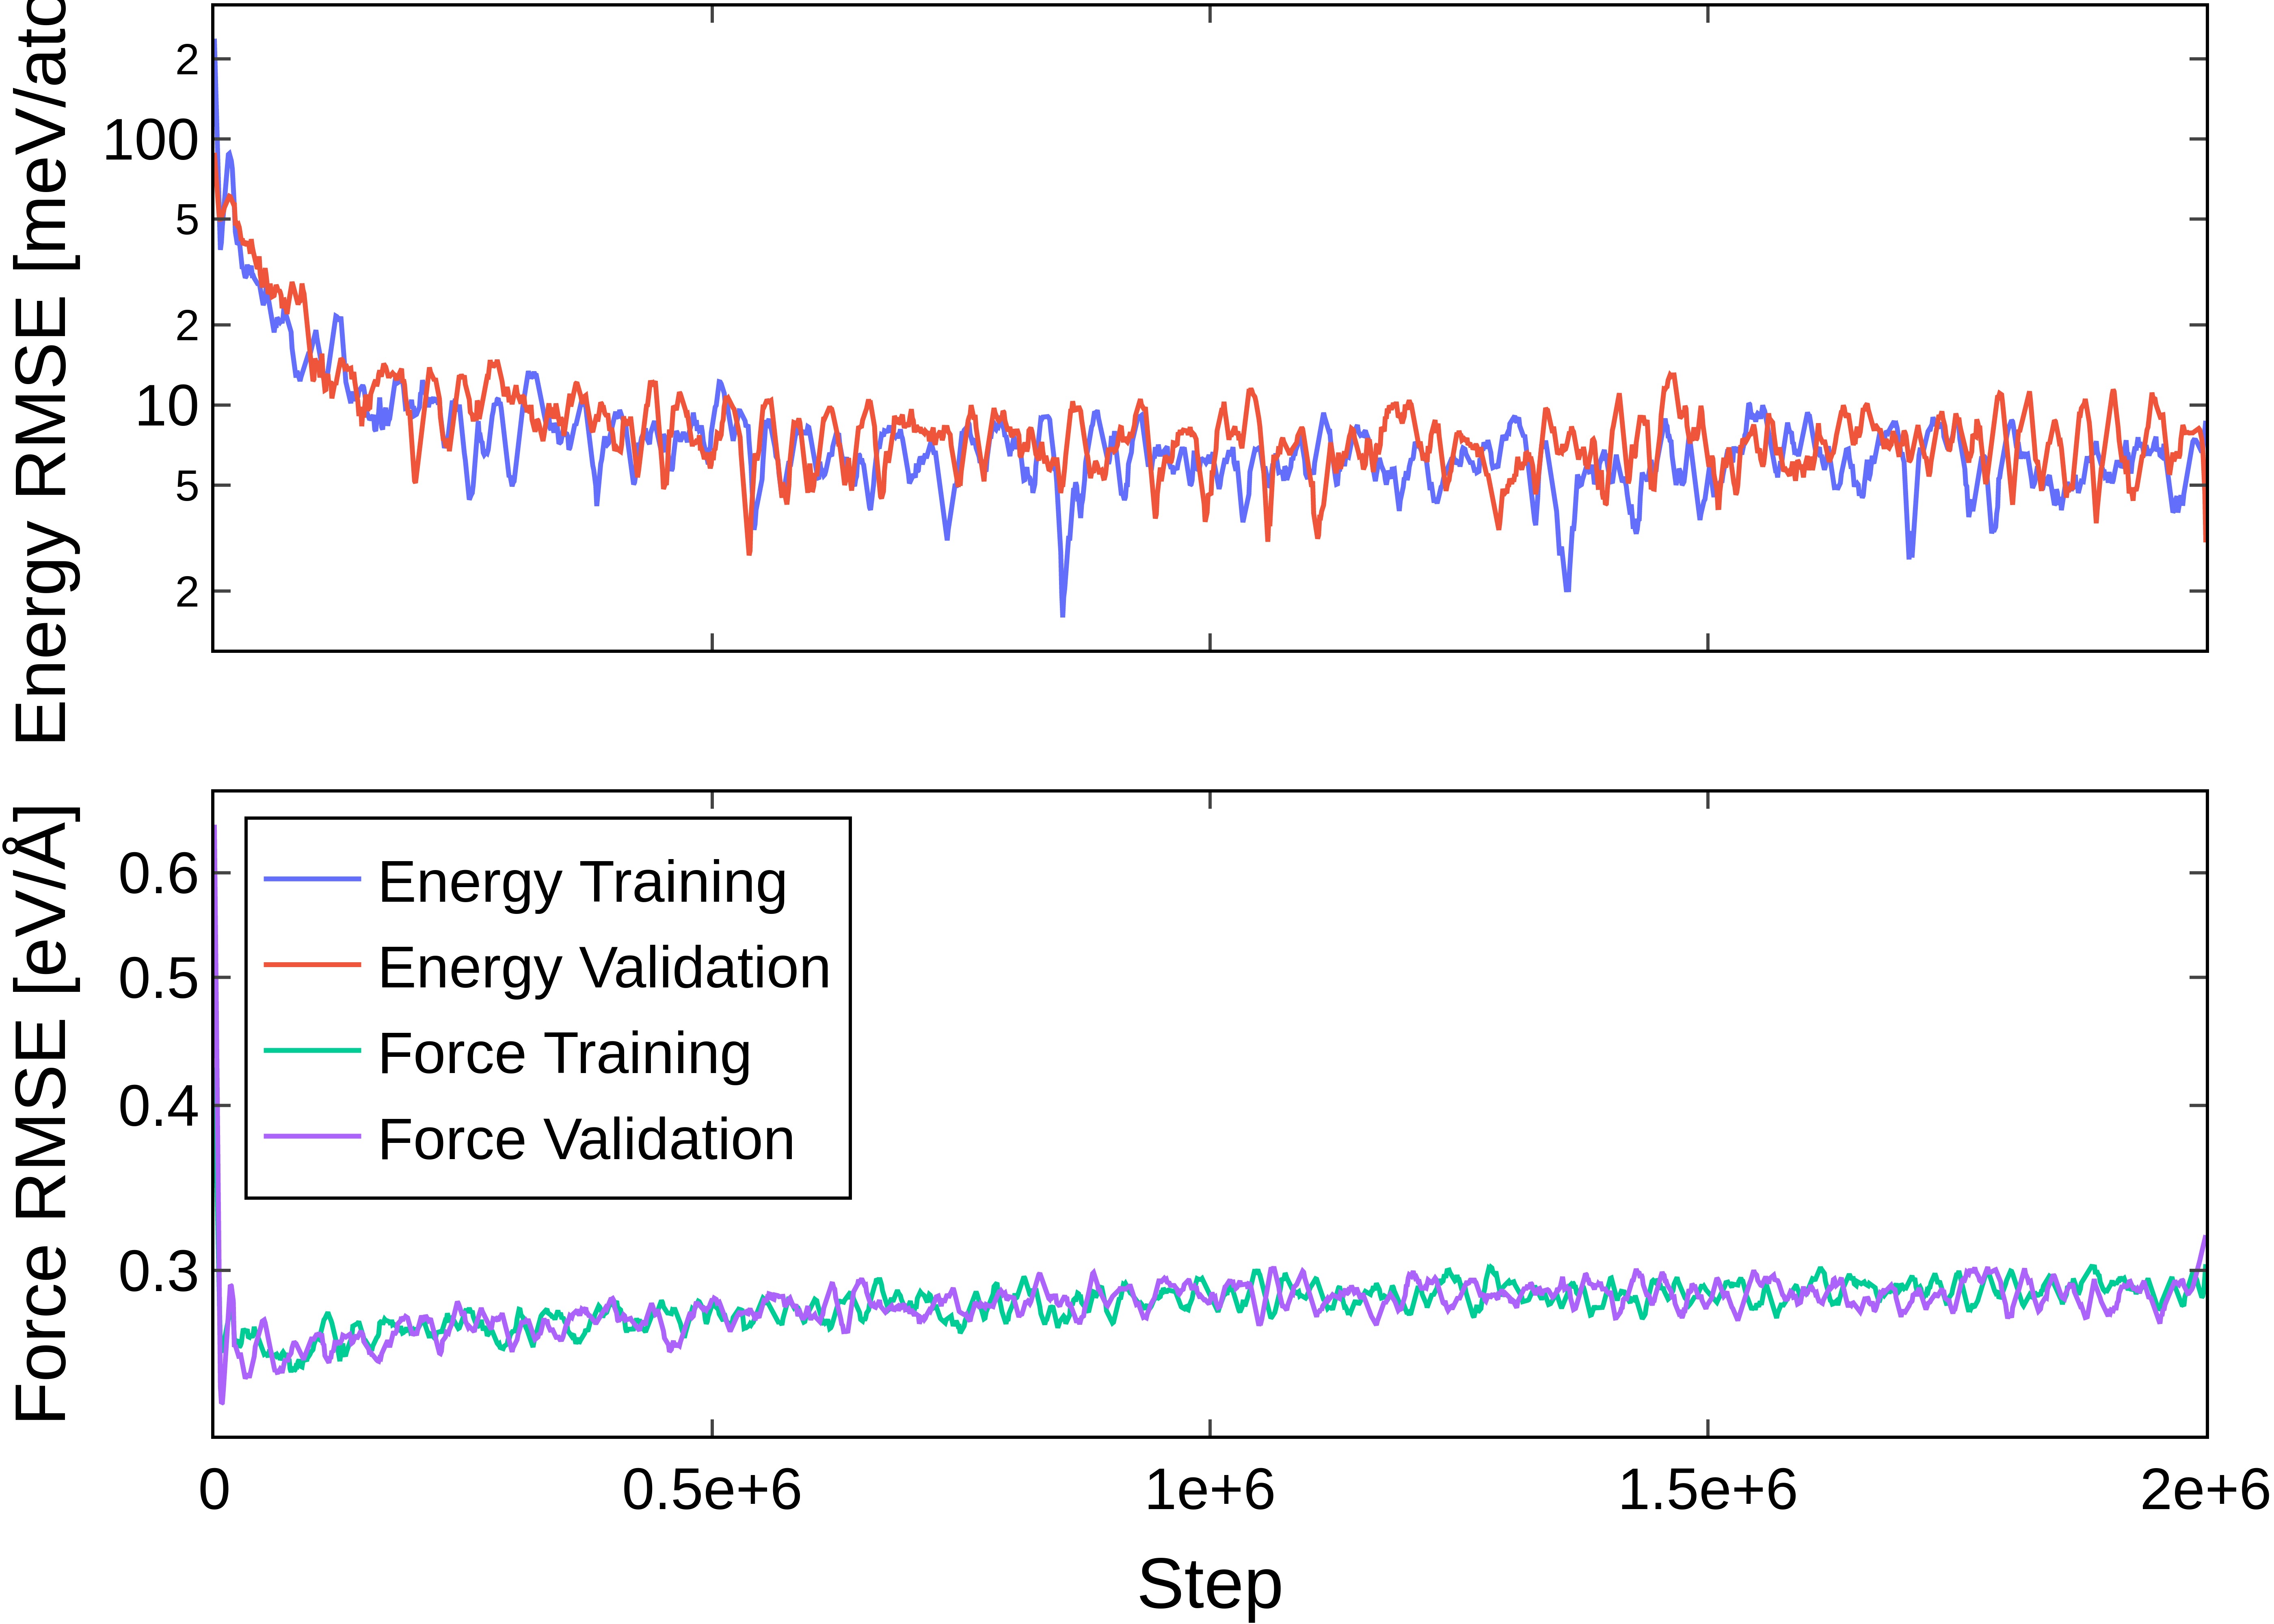 Energy RMSE [meV/ato
2
100
5
2
10
5
2
Force RMSE [eV/Å]
0.6
0.5
0.4
0.3
Energy Training
Energy Validation
Force Training
Force Validation
0 0.5e+6 1e+6 1.5e+6 2e+6
Step